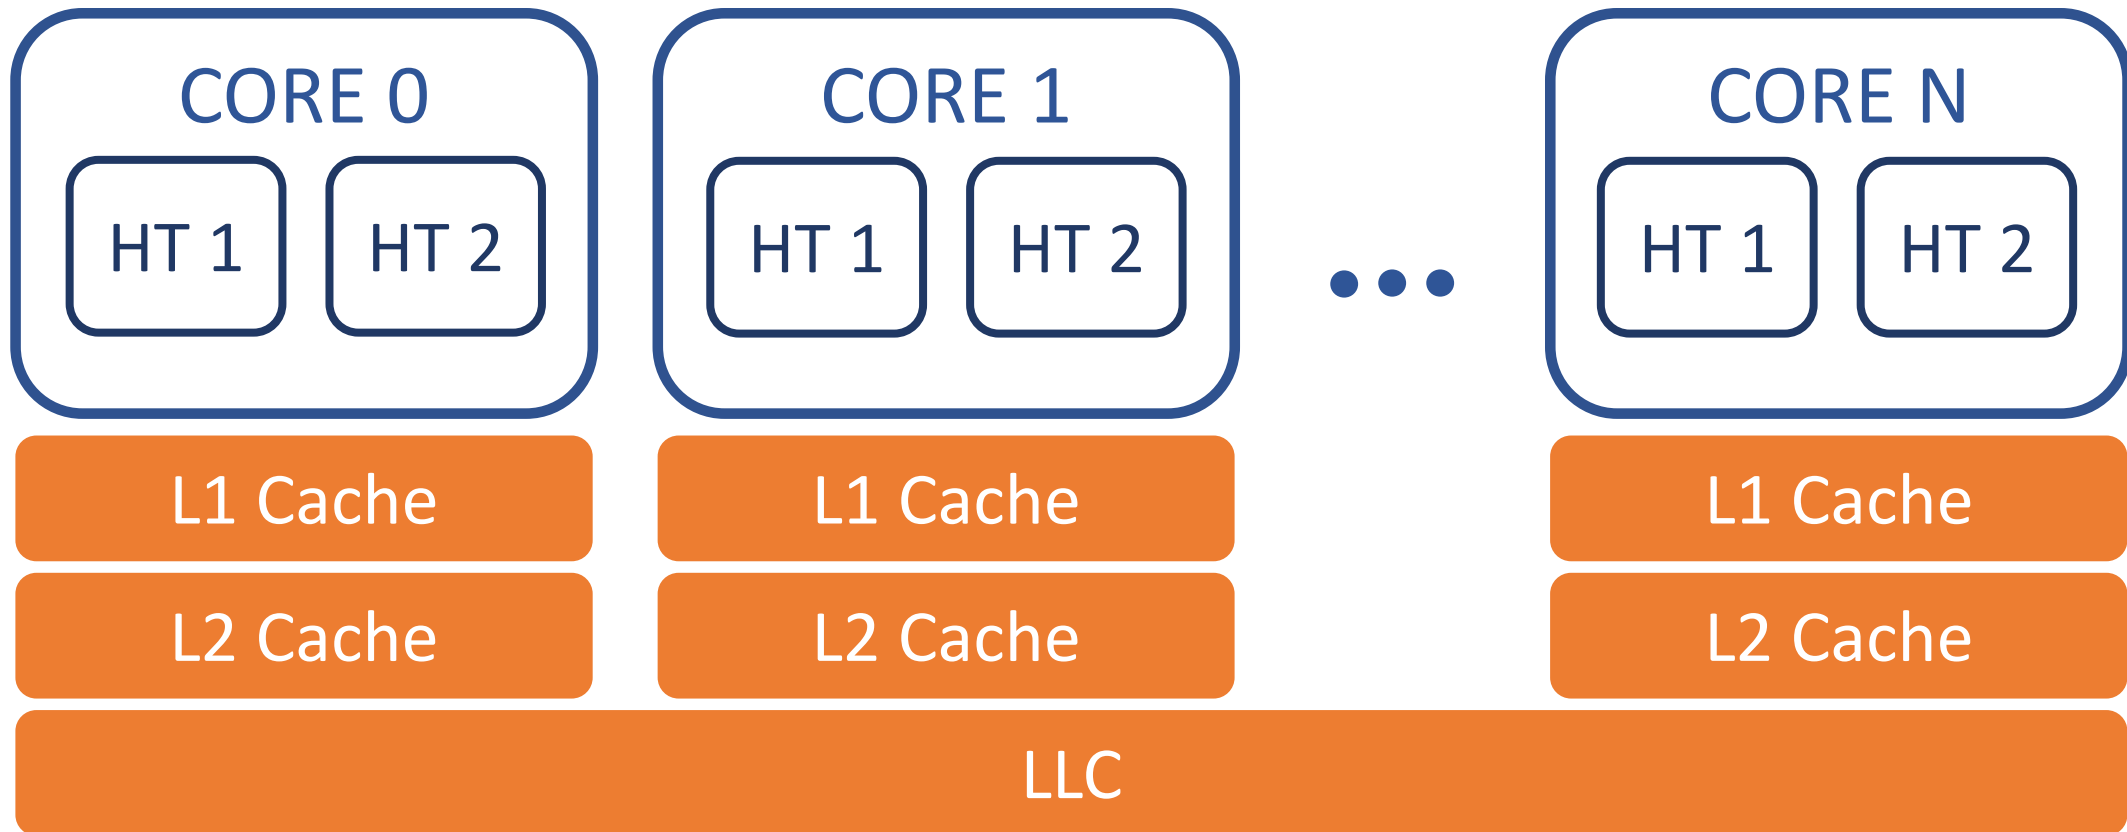 CORE 0
HT 1
HT 2
CORE 1
HT 1
HT 2
CORE N
HT 1
HT 2
L1 Cache
L1 Cache
L1 Cache
L2 Cache
L2 Cache
L2 Cache
LLC